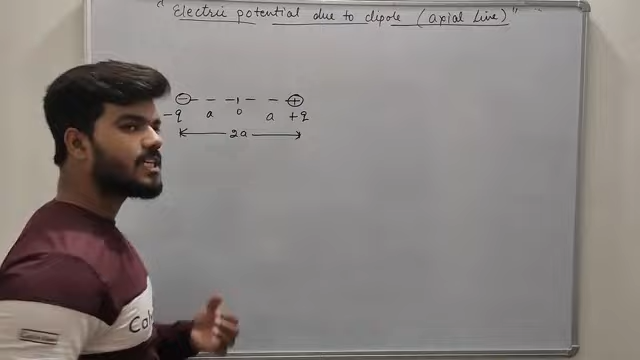 "Electric potential due to dipole (axial line)"
-q a o a +q
2a